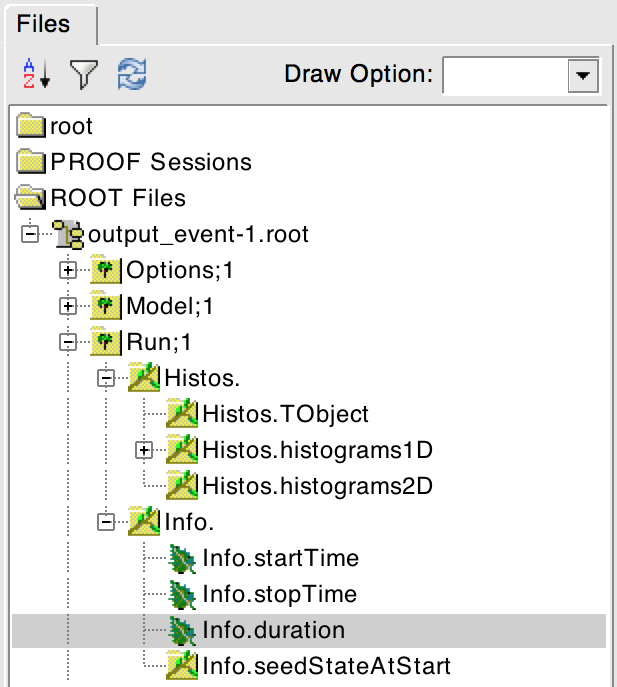 Files
Draw Option:
root
PROOF Sessions
ROOT Files
output_event-1.root
Options;1
Model;1
Run;1
Histos.
Histos.TObject
Histos.histograms1D
Histos.histograms2D
Info.
Info.startTime
Info.stopTime
Info.duration
Info.seedStateAtStart